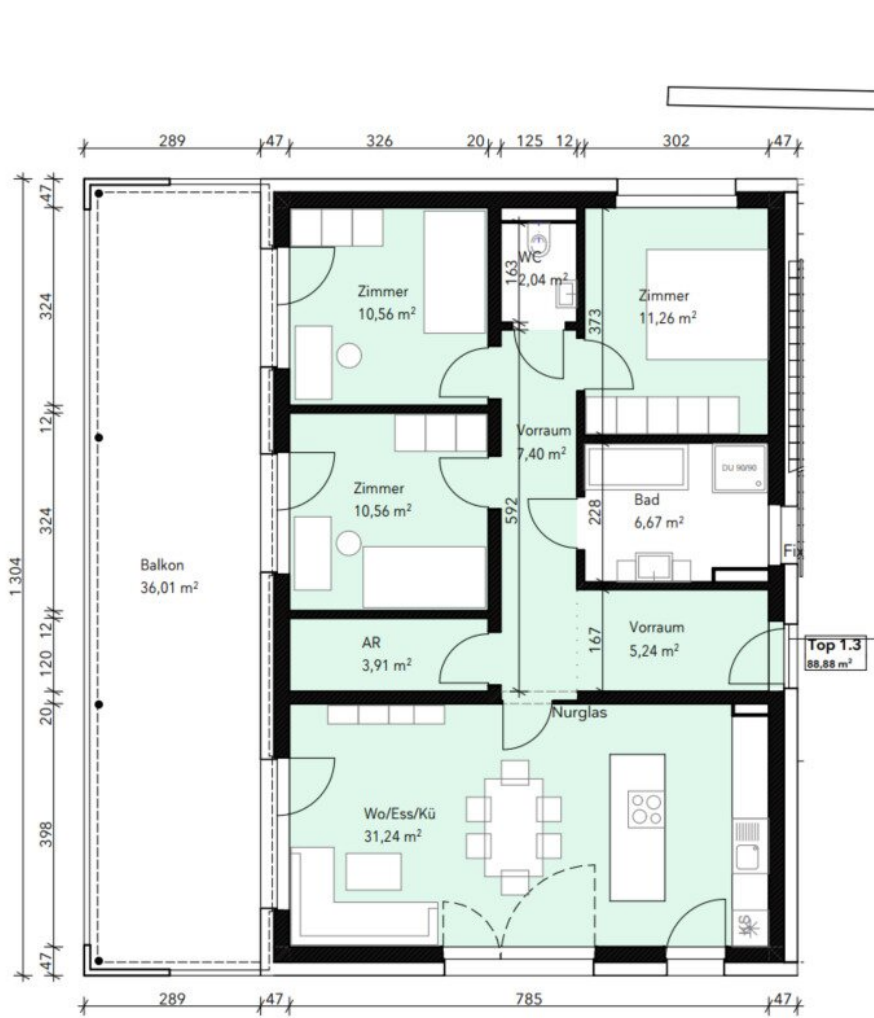 289
47
326
20
125
12
302
47
47
324
12
324
12
120
20
398
47
1304
Zimmer
10,56 m²
WC
2,04 m²
163
Zimmer
11,26 m²
373
Vorraum
7,40 m²
592
Zimmer
10,56 m²
DU 90/90
Bad
6,67 m²
228
Fix
Balkon
36,01 m²
AR
3,91 m²
Vorraum
5,24 m²
167
Top 1.3
88,88 m²
Nurglas
Wo/Ess/Kü
31,24 m²
KS
289
47
785
47